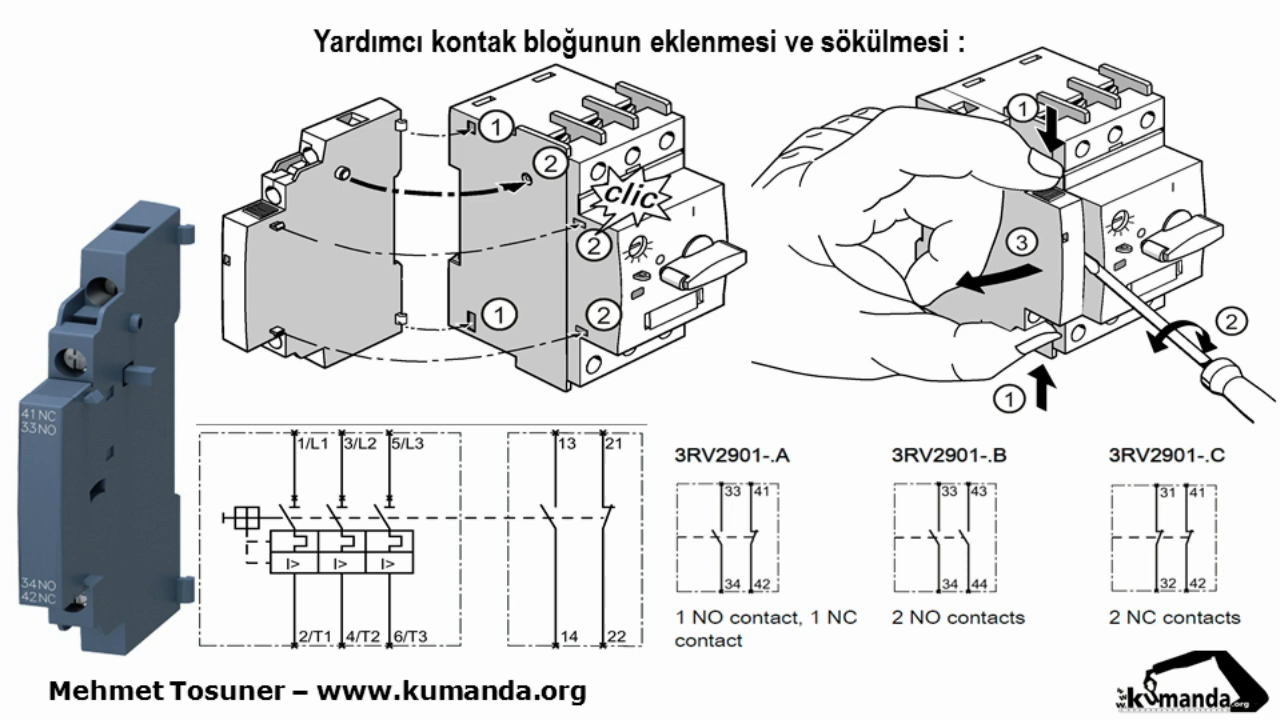 Yardımcı kontak bloğunun eklenmesi ve sökülmesi :
1
2
clic
2
1
2
1
3
2
1
41 NC
33 NO
34 NO
42 NC
1/L1 3/L2 5/L3
I> I> I>
2/T1 4/T2 6/T3
13 21
14 22
3RV2901-.A
33 41
34 42
1 NO contact, 1 NC
contact
3RV2901-.B
33 43
34 44
2 NO contacts
3RV2901-.C
31 41
32 42
2 NC contacts
Mehmet Tosuner – www.kumanda.org
www.kumanda.org